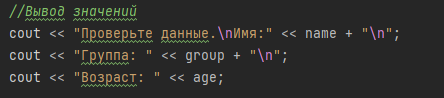 //Вывод значений
cout << "Проверьте данные.\nИмя:" << name + "\n";
cout << "Группа: " << group + "\n";
cout << "Возраст: " << age;